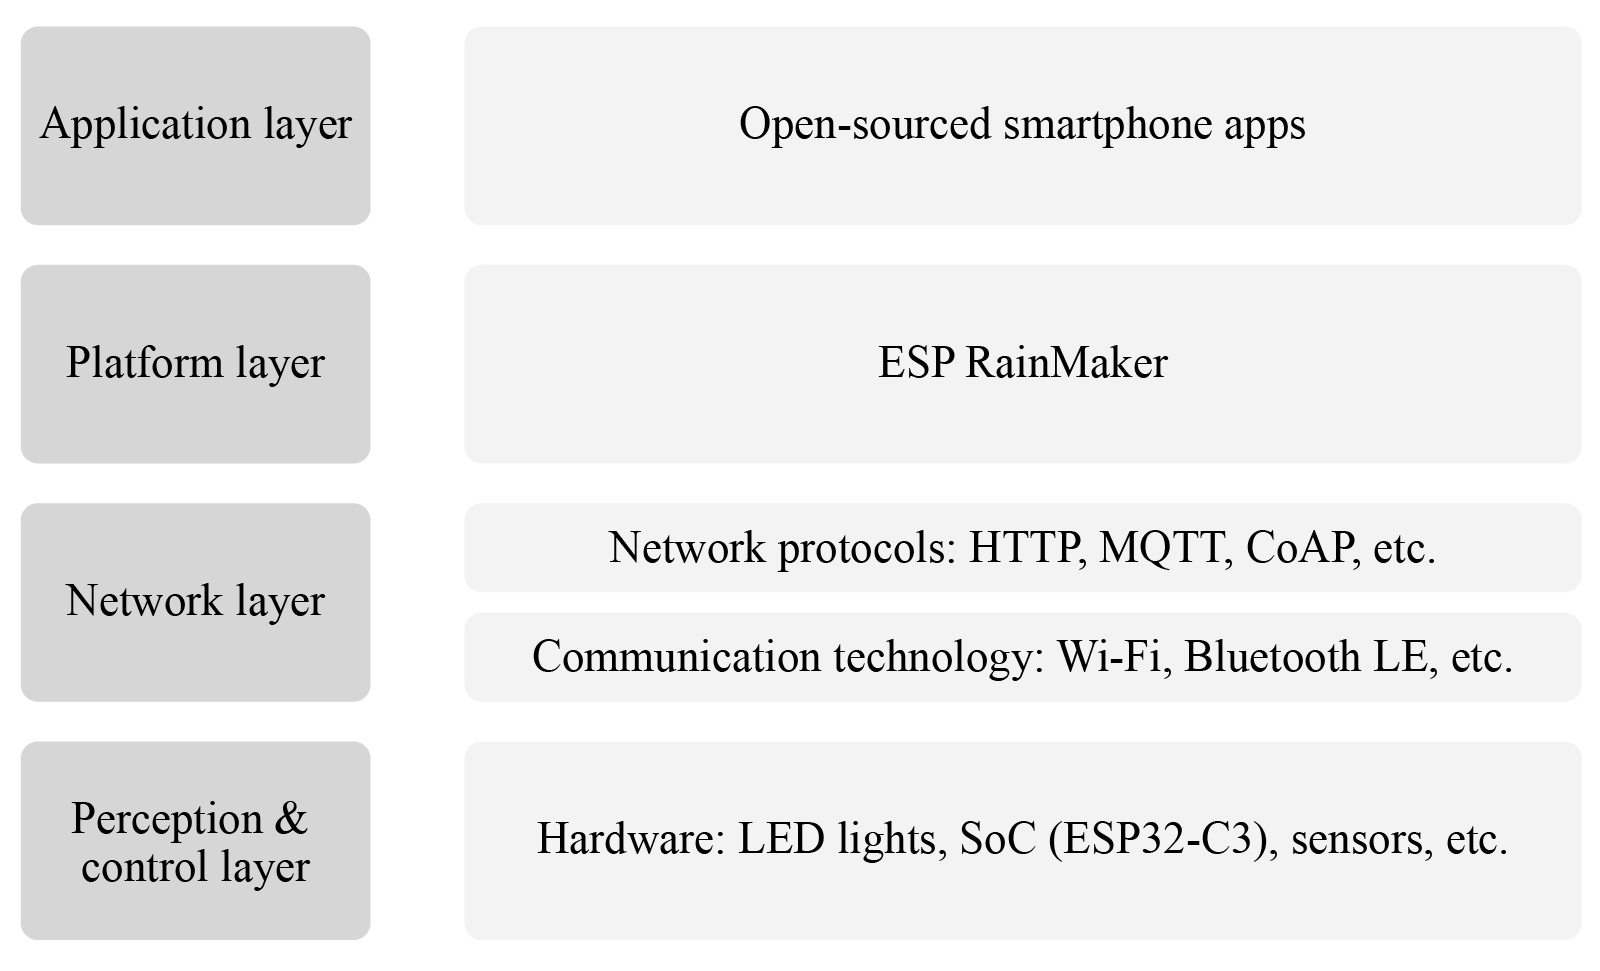 Application layer
Open-sourced smartphone apps
Platform layer
ESP RainMaker
Network layer
Network protocols: HTTP, MQTT, CoAP, etc.
Communication technology: Wi-Fi, Bluetooth LE, etc.
Perception &
control layer
Hardware: LED lights, SoC (ESP32-C3), sensors, etc.